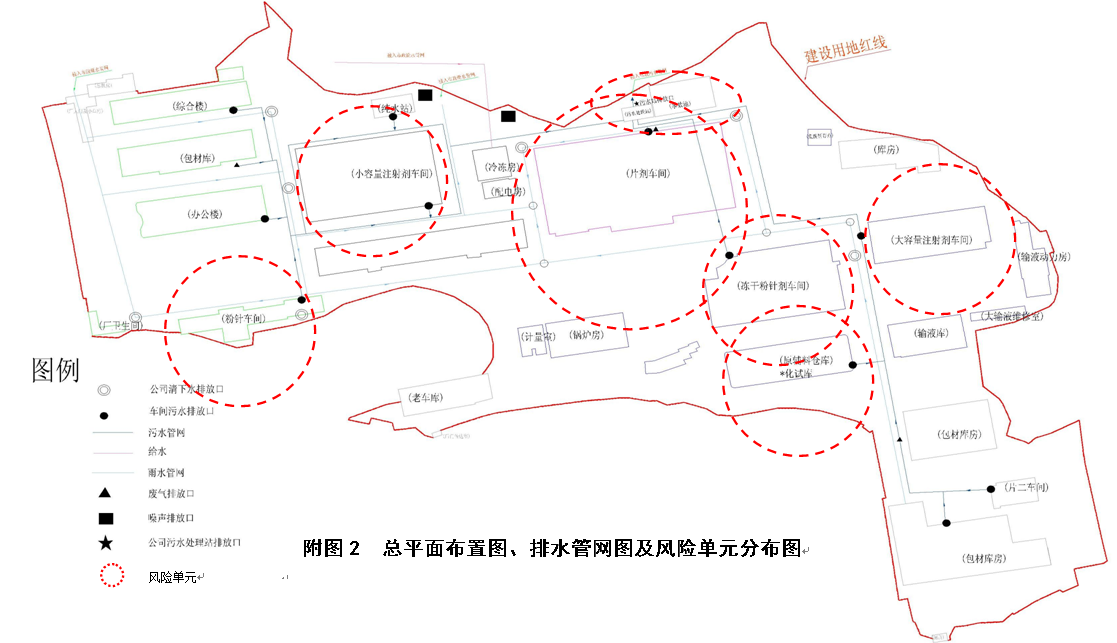 建设用地红线
(综合楼)
(纯水站)
(包材库)
(小容量注射剂车间)
(冷冻房)
(配电房)
(片剂车间)
(库房)
(办公楼)
(大容量注射剂车间)
(输液动力房)
(冻干粉针剂车间)
(大输液维修室)
(厂卫生间)
(粉针车间)
(计量室)
(锅炉房)
(输液库)
(原辅料仓库)
*化试库
(老车库)
(包材库房)
(片二车间)
(包材库房)
图例
公司清下水排放口
车间污水排放口
污水管网
给水
雨水管网
废气排放口
噪声排放口
公司污水处理站排放口
风险单元
附图 2 总平面布置图、排水管网图及风险单元分布图